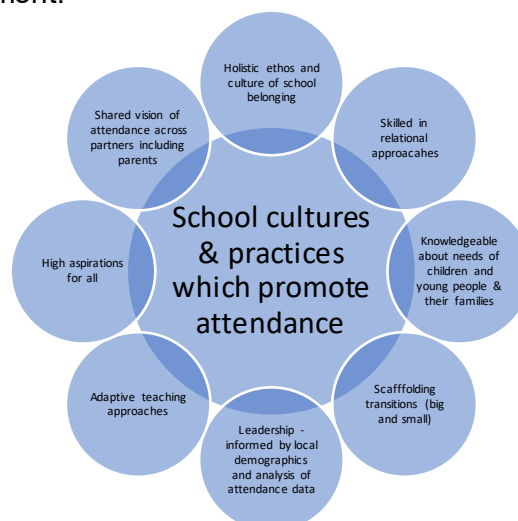 Holistic ethos and
culture of school
belonging
Skilled in
relational
approacahes
Knowledgeable
about needs of
children and
young people &
their families
Scafffolding
transitions (big
and small)
Leadership -
informed by local
demographics
and analysis of
attendance data
Adaptive teaching
approaches
High aspirations
for all
Shared vision of
attendance across
partners including
parents
School cultures
& practices
which promote
attendance